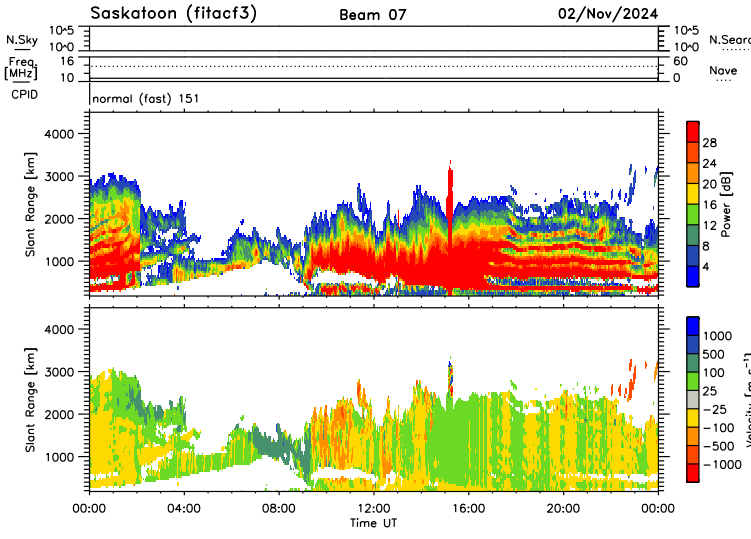 Saskatoon (fitacf3) Beam 07 02/Nov/2024
N.Sky 10^5 10^0 10^5 10^0 N.Searc
Freq. [MHz] 16 10 60 0 Nave
CPID normal (fast) 151
Slant Range [km] 4000 3000 2000 1000
Power [dB] 28 24 20 16 12 8 4
Slant Range [km] 4000 3000 2000 1000
Velocity [m s^-1] 1000 500 100 25 -25 -100 -500 -1000
00:00 04:00 08:00 12:00 16:00 20:00 00:00
Time UT